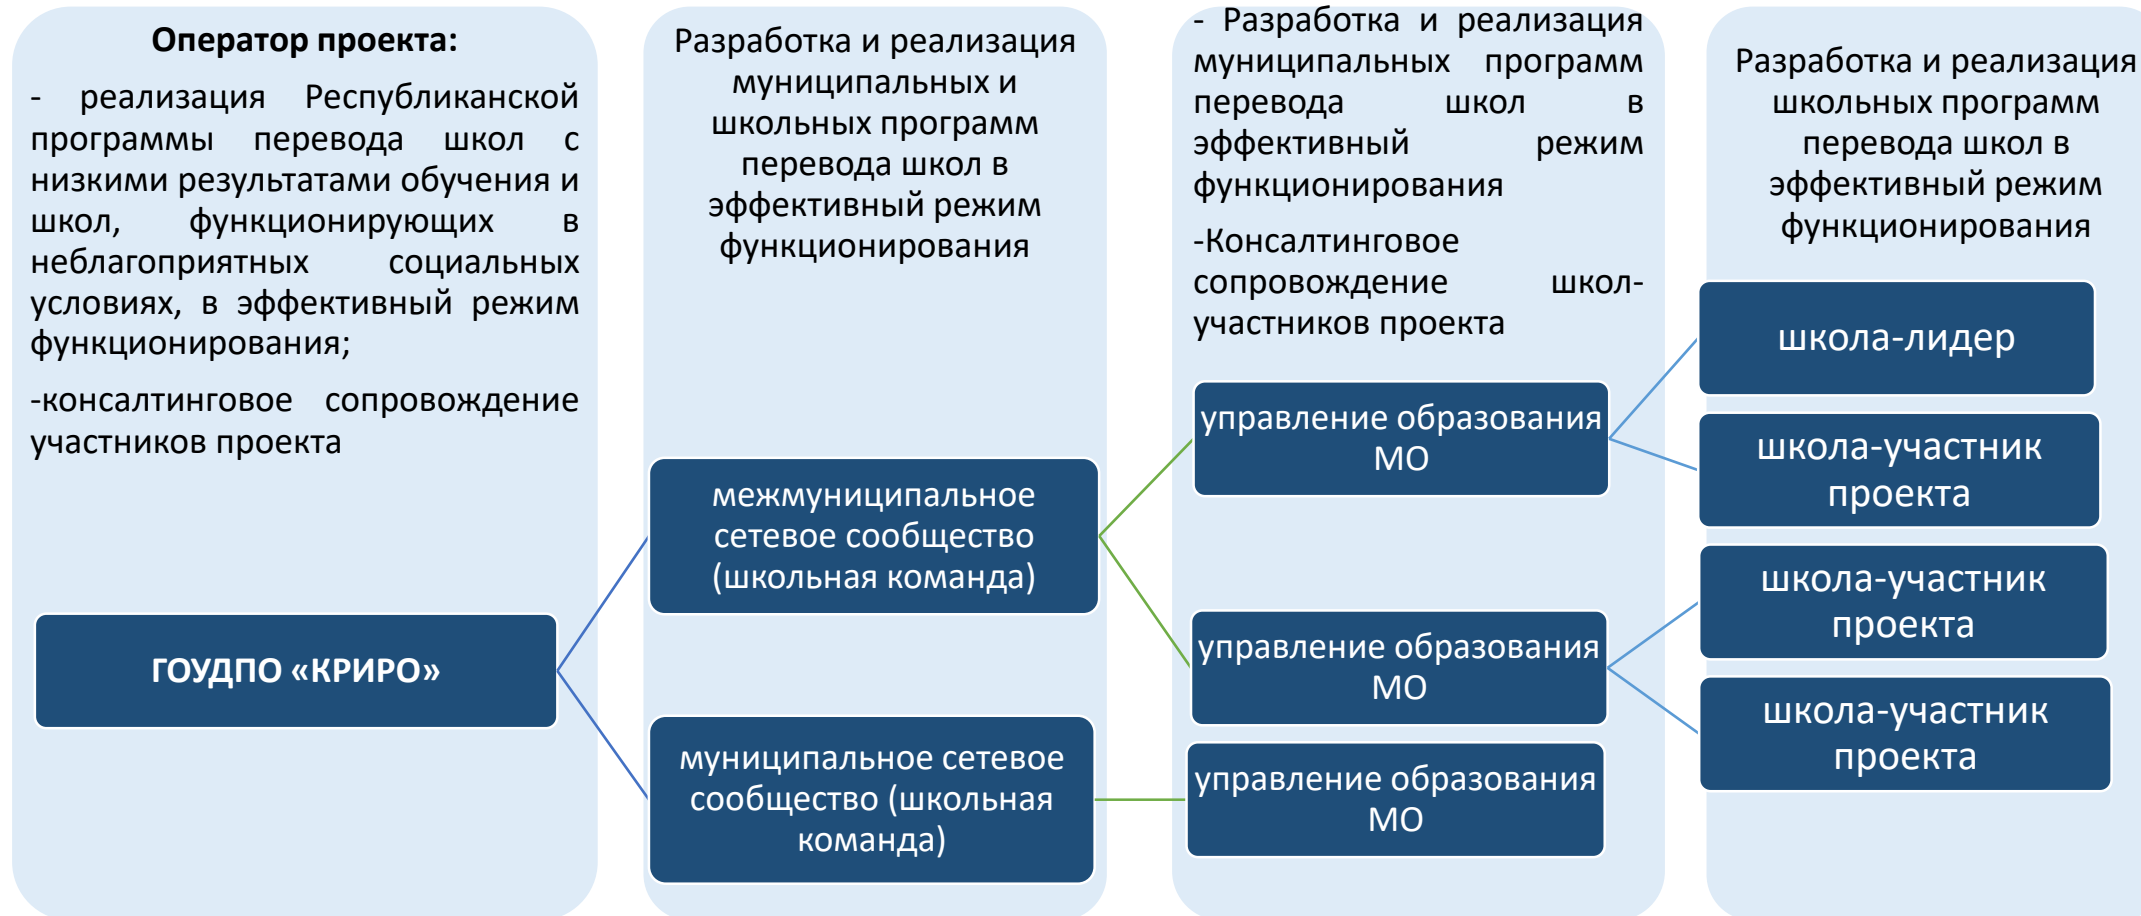 Оператор проекта:
- реализация Республиканской
программы перевода школ с
низкими результатами обучения и
школ, функционирующих в
неблагоприятных социальных
условиях, в эффективный режим
функционирования;
-консалтинговое сопровождение
участников проекта
ГОУДПО «КРИРО»
Разработка и реализация
муниципальных и
школьных программ
перевода школ в
эффективный режим
функционирования
межмуниципальное
сетевое сообщество
(школьная команда)
муниципальное сетевое
сообщество (школьная
команда)
- Разработка и реализация
муниципальных программ
перевода школ в
эффективный режим
функционирования
-Консалтинговое
сопровождение школ-
участников проекта
управление образования
МО
управление образования
МО
управление образования
МО
Разработка и реализация
школьных программ
перевода школ в
эффективный режим
функционирования
школа-лидер
школа-участник
проекта
школа-участник
проекта
школа-участник
проекта